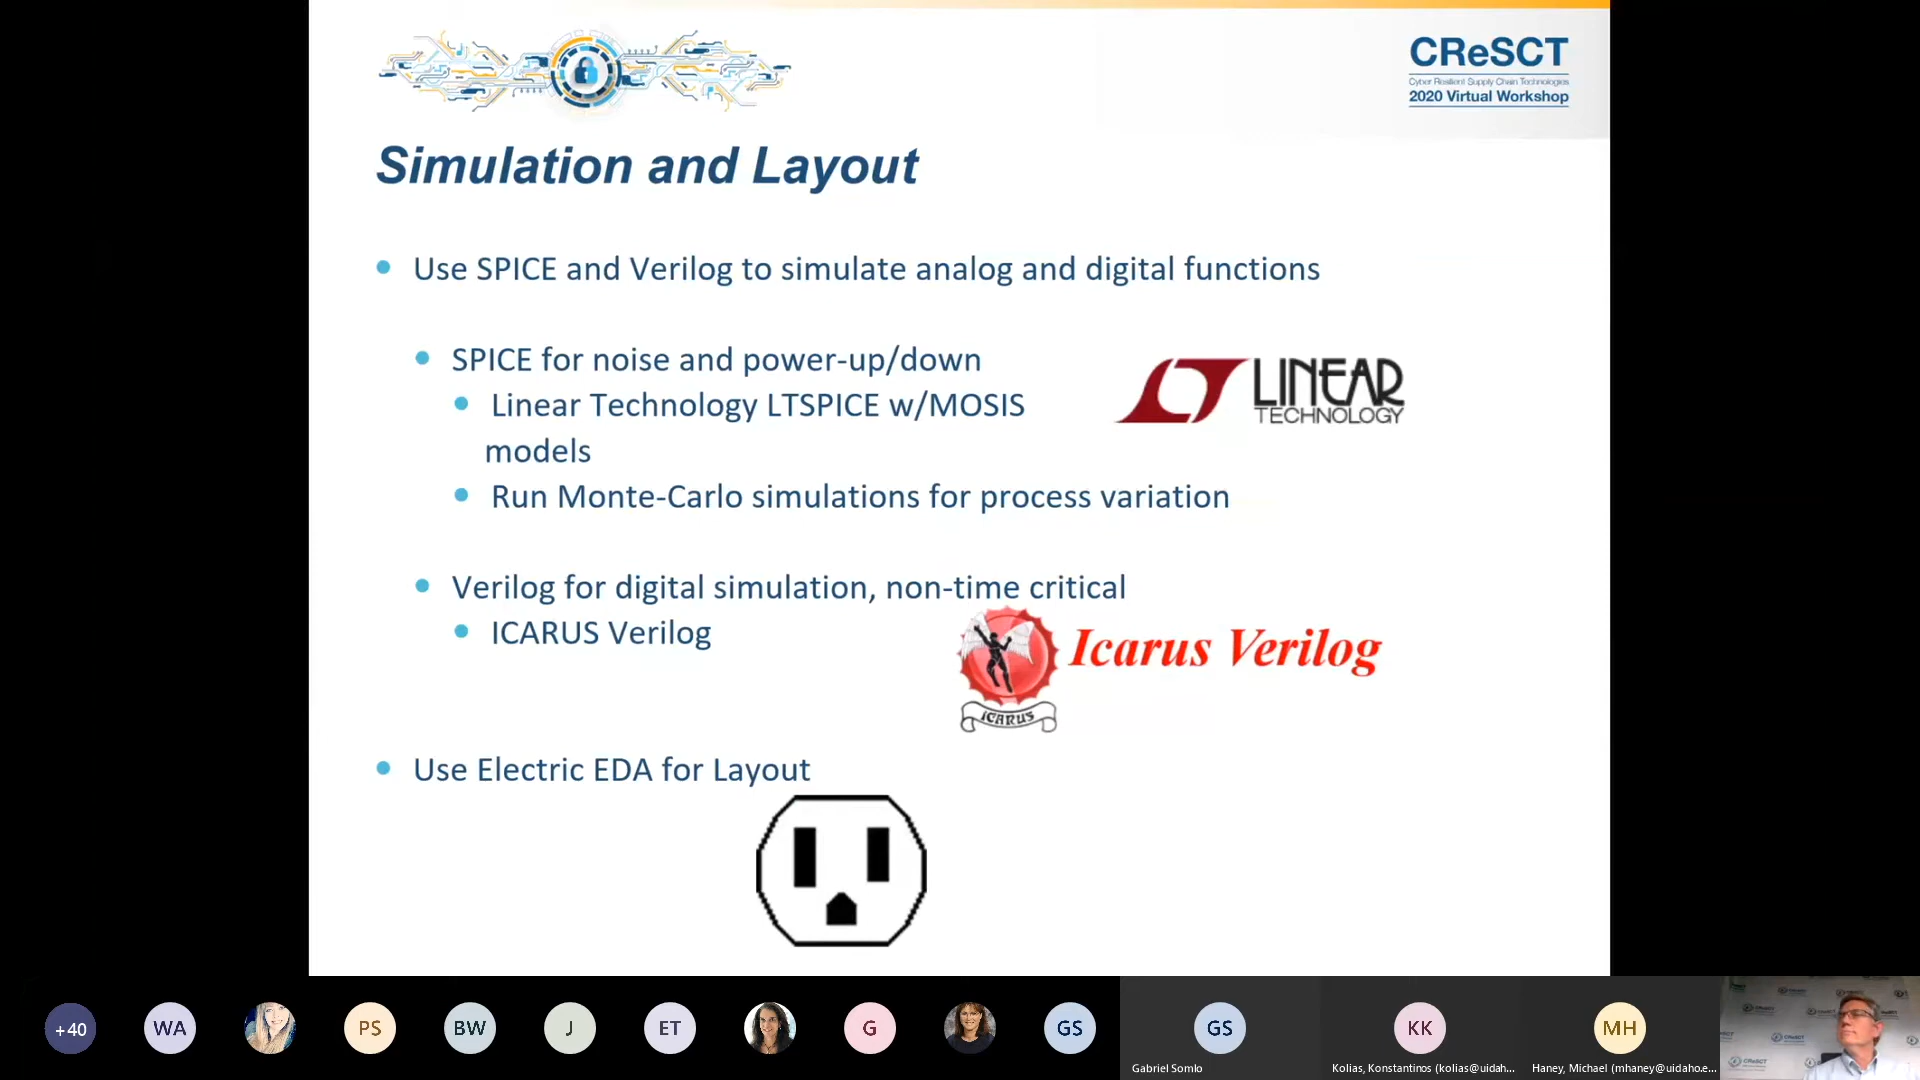 CReSCT
Cyber Resilient Supply Chain Technologies
2020 Virtual Workshop
Simulation and Layout
Use SPICE and Verilog to simulate analog and digital functions
SPICE for noise and power-up/down
Linear Technology LTSPICE w/MOSIS
models
LINEAR
TECHNOLOGY
Run Monte-Carlo simulations for process variation
Verilog for digital simulation, non-time critical
ICARUS Verilog
Icarus Verilog
ICARUS
Use Electric EDA for Layout
+40
WA
PS
BW
J
ET
G
GS
GS
KK
MH
Gabriel Somlo
Kolias, Konstantinos (kolias@uidah...
Haney, Michael (mhaney@uidaho.e...